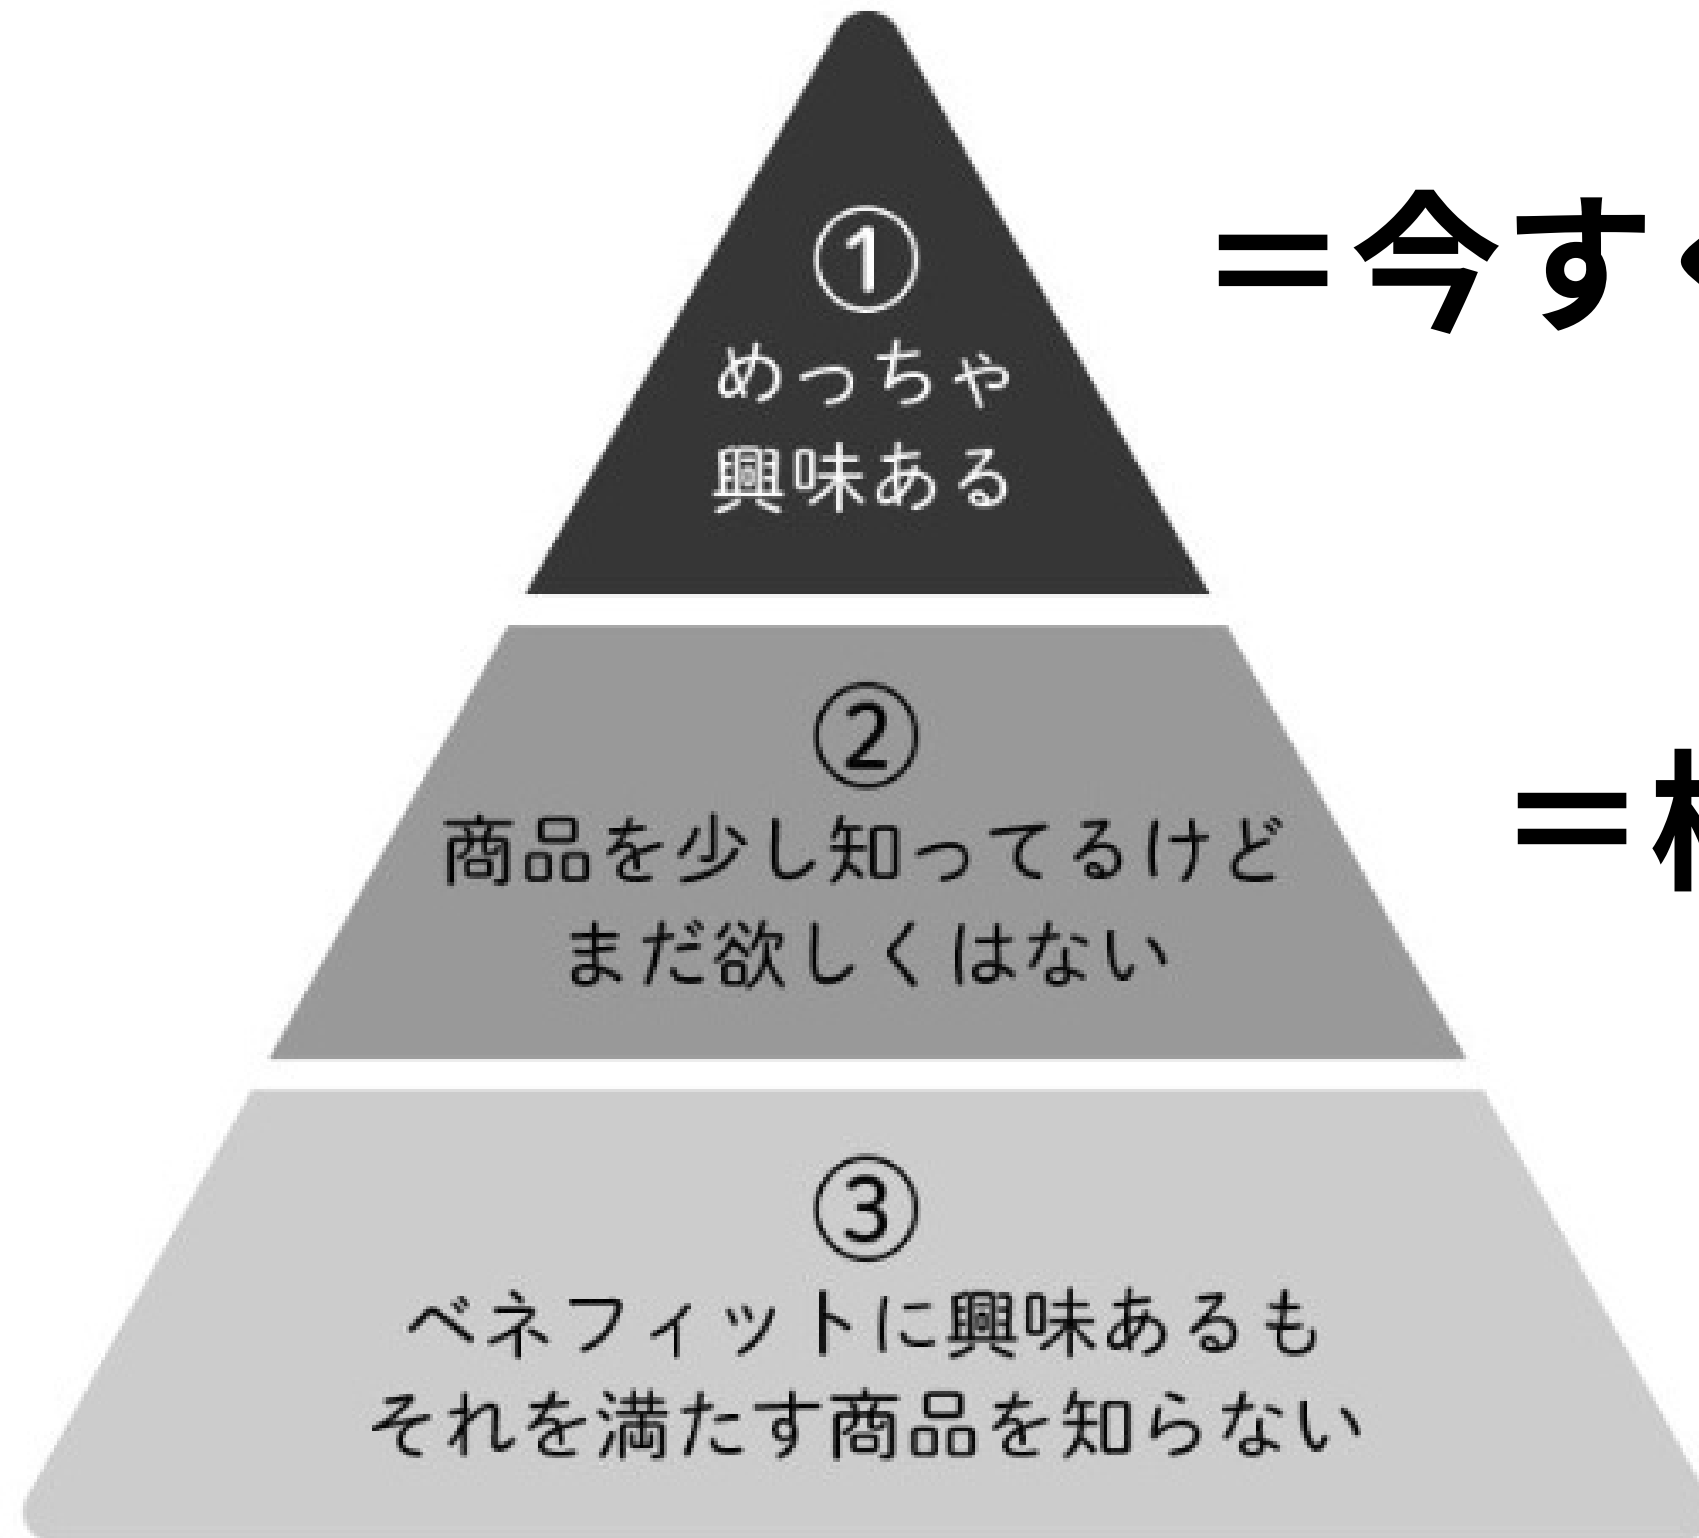 ①
めっちゃ
興味ある
=今す
②
商品を少し知ってるけど
まだ欲しくはない
=
③
ベネフィットに興味あるも
それを満たす商品を知らない